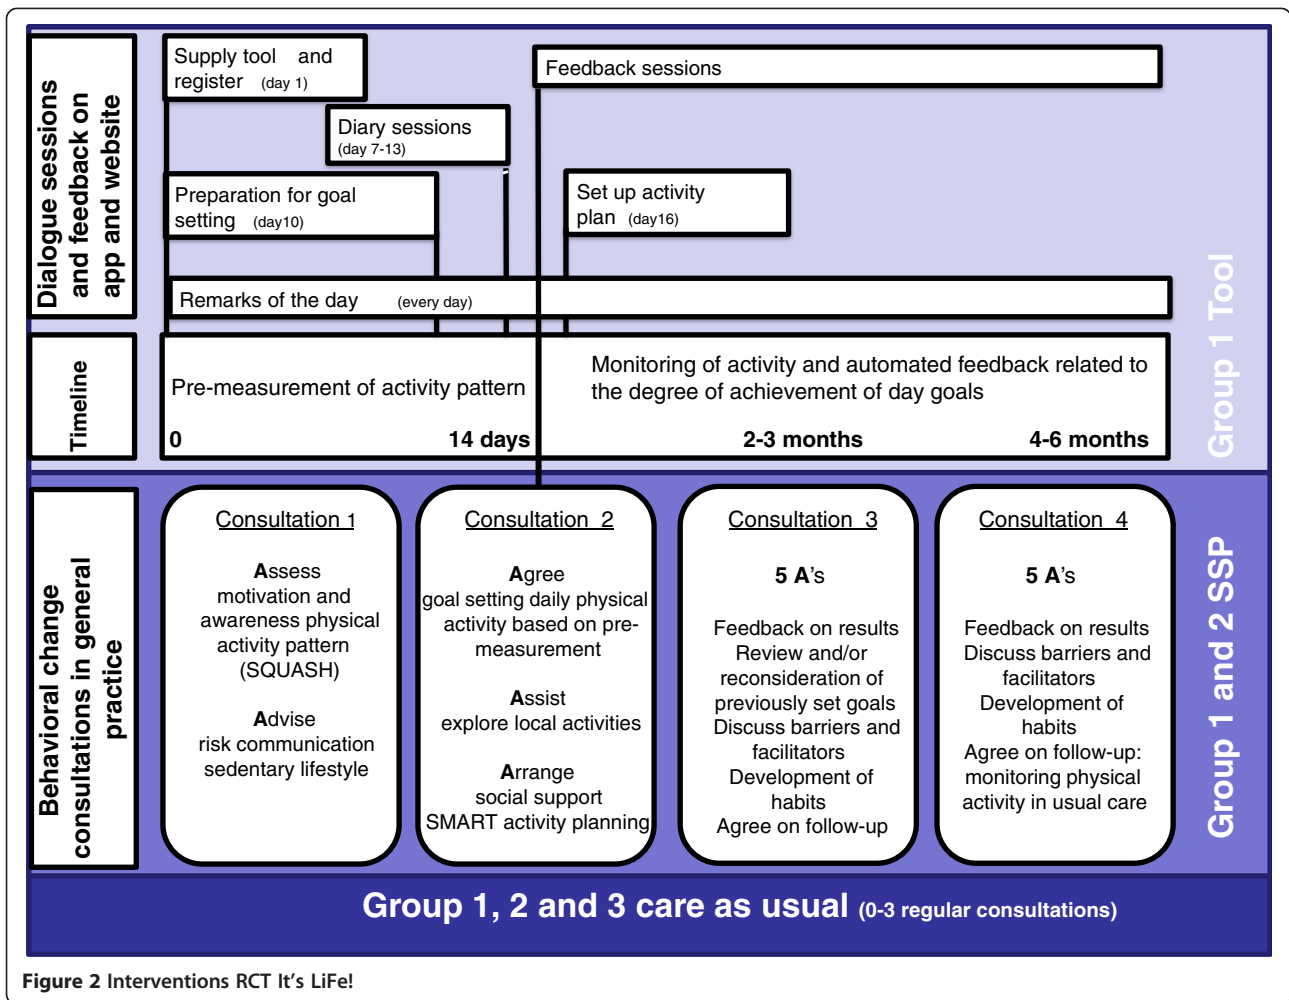 Dialogue sessions
and feedback on
app and website
Supply tool and
register (day 1)
Feedback sessions
Diary sessions
(day 7-13)
Preparation for goal
setting (day10)
Set up activity
plan (day16)
Remarks of the day (every day)
Group 1 Tool
Timeline
Pre-measurement of activity pattern
Monitoring of activity and automated feedback related to
the degree of achievement of day goals
0
14 days
2-3 months
4-6 months
Behavioral change
consultations in general
practice
Consultation 1
Assess
motivation and
awareness physical
activity pattern
(SQUASH)
Advise
risk communication
sedentary lifestyle
Consultation 2
Agree
goal setting daily physical
activity based on pre-
measurement
Assist
explore local activities
Arrange
social support
SMART activity planning
Consultation 3
5 A's
Feedback on results
Review and/or
reconsideration of
previously set goals
Discuss barriers and
facilitators
Development of
habits
Agree on follow-up
Consultation 4
5 A's
Feedback on results
Discuss barriers and
facilitators
Development of
habits
Agree on follow-up:
monitoring physical
activity in usual care
Group 1 and 2 SSP
Group 1, 2 and 3 care as usual (0-3 regular consultations)
Figure 2 Interventions RCT It's LiFe!